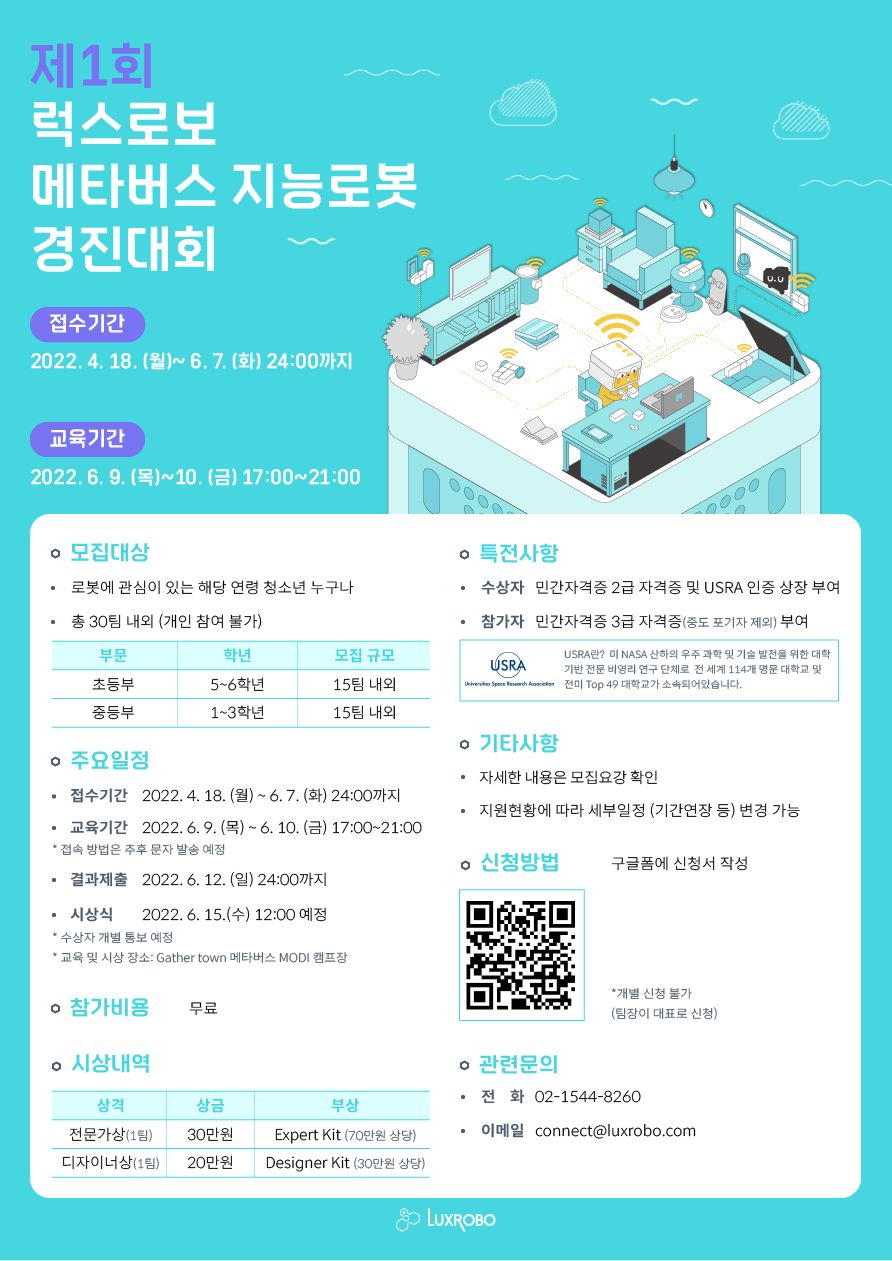 제1회
럭스로보
메타버스 지능로봇
경진대회
접수기간
2022. 4. 18. (월)~ 6. 7. (화) 24:00까지
교육기간
2022. 6. 9. (목)~10. (금) 17:00~21:00
모집대상
• 로봇에 관심이 있는 해당 연령 청소년 누구나
• 총 30팀 내외 (개인 참여 불가)
부문 학년 모집 규모
초등부 5~6학년 15팀 내외
중등부 1~3학년 15팀 내외
주요일정
• 접수기간 2022. 4. 18. (월) ~ 6. 7. (화) 24:00까지
• 교육기간 2022. 6. 9. (목) ~ 6. 10. (금) 17:00~21:00
* 접속 방법은 추후 문자 발송 예정
• 결과제출 2022. 6. 12. (일) 24:00까지
• 시상식 2022. 6. 15.(수) 12:00 예정
* 수상자 개별 통보 예정
* 교육 및 시상 장소: Gather town 메타버스 MODI 캠프장
참가비용 무료
시상내역
상격 상금 부상
전문가상(1팀) 30만원 Expert Kit (70만원 상당)
디자이너상(1팀) 20만원 Designer Kit (30만원 상당)
특전사항
• 수상자 민간자격증 2급 자격증 및 USRA 인증 상장 부여
• 참가자 민간자격증 3급 자격증(중도 포기자 제외) 부여
USRA
Universities Space Research Association
USRA란? 미 NASA 산하의 우주 과학 및 기술 발전을 위한 대학
기반 전문 비영리 연구 단체로 전 세계 114개 명문 대학교 및
전미 Top 49 대학교가 소속되어있습니다.
기타사항
• 자세한 내용은 모집요강 확인
• 지원현황에 따라 세부일정 (기간연장 등) 변경 가능
신청방법 구글폼에 신청서 작성
*개별 신청 불가
(팀장이 대표로 신청)
관련문의
• 전 화 02-1544-8260
• 이메일 connect@luxrobo.com
LUXROBO